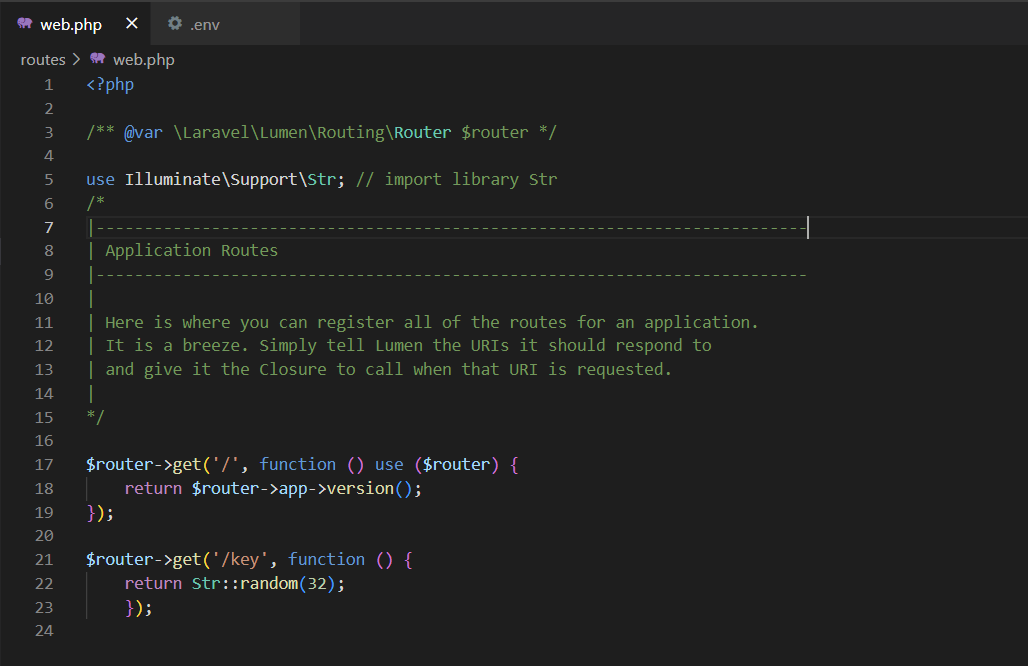 web.php × .env
routes > web.php
1 <?php
2
3 /** @var \Laravel\Lumen\Routing\Router $router */
4
5 use Illuminate\Support\Str; // import library Str
6 /*
7 |--------------------------------------------------------------------------
8 | Application Routes
9 |--------------------------------------------------------------------------
10 |
11 | Here is where you can register all of the routes for an application.
12 | It is a breeze. Simply tell Lumen the URIs it should respond to
13 | and give it the Closure to call when that URI is requested.
14 |
15 */
16
17 $router->get('/', function () use ($router) {
18     return $router->app->version();
19 });
20
21 $router->get('/key', function () {
22     return Str::random(32);
23     });
24